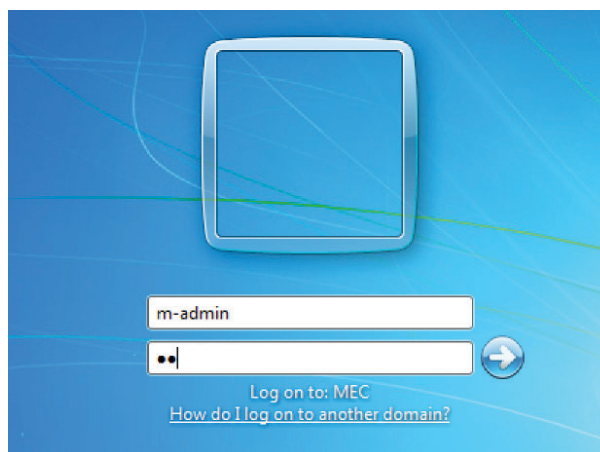 m-admin
••
Log on to: MEC
How do I log on to another domain?